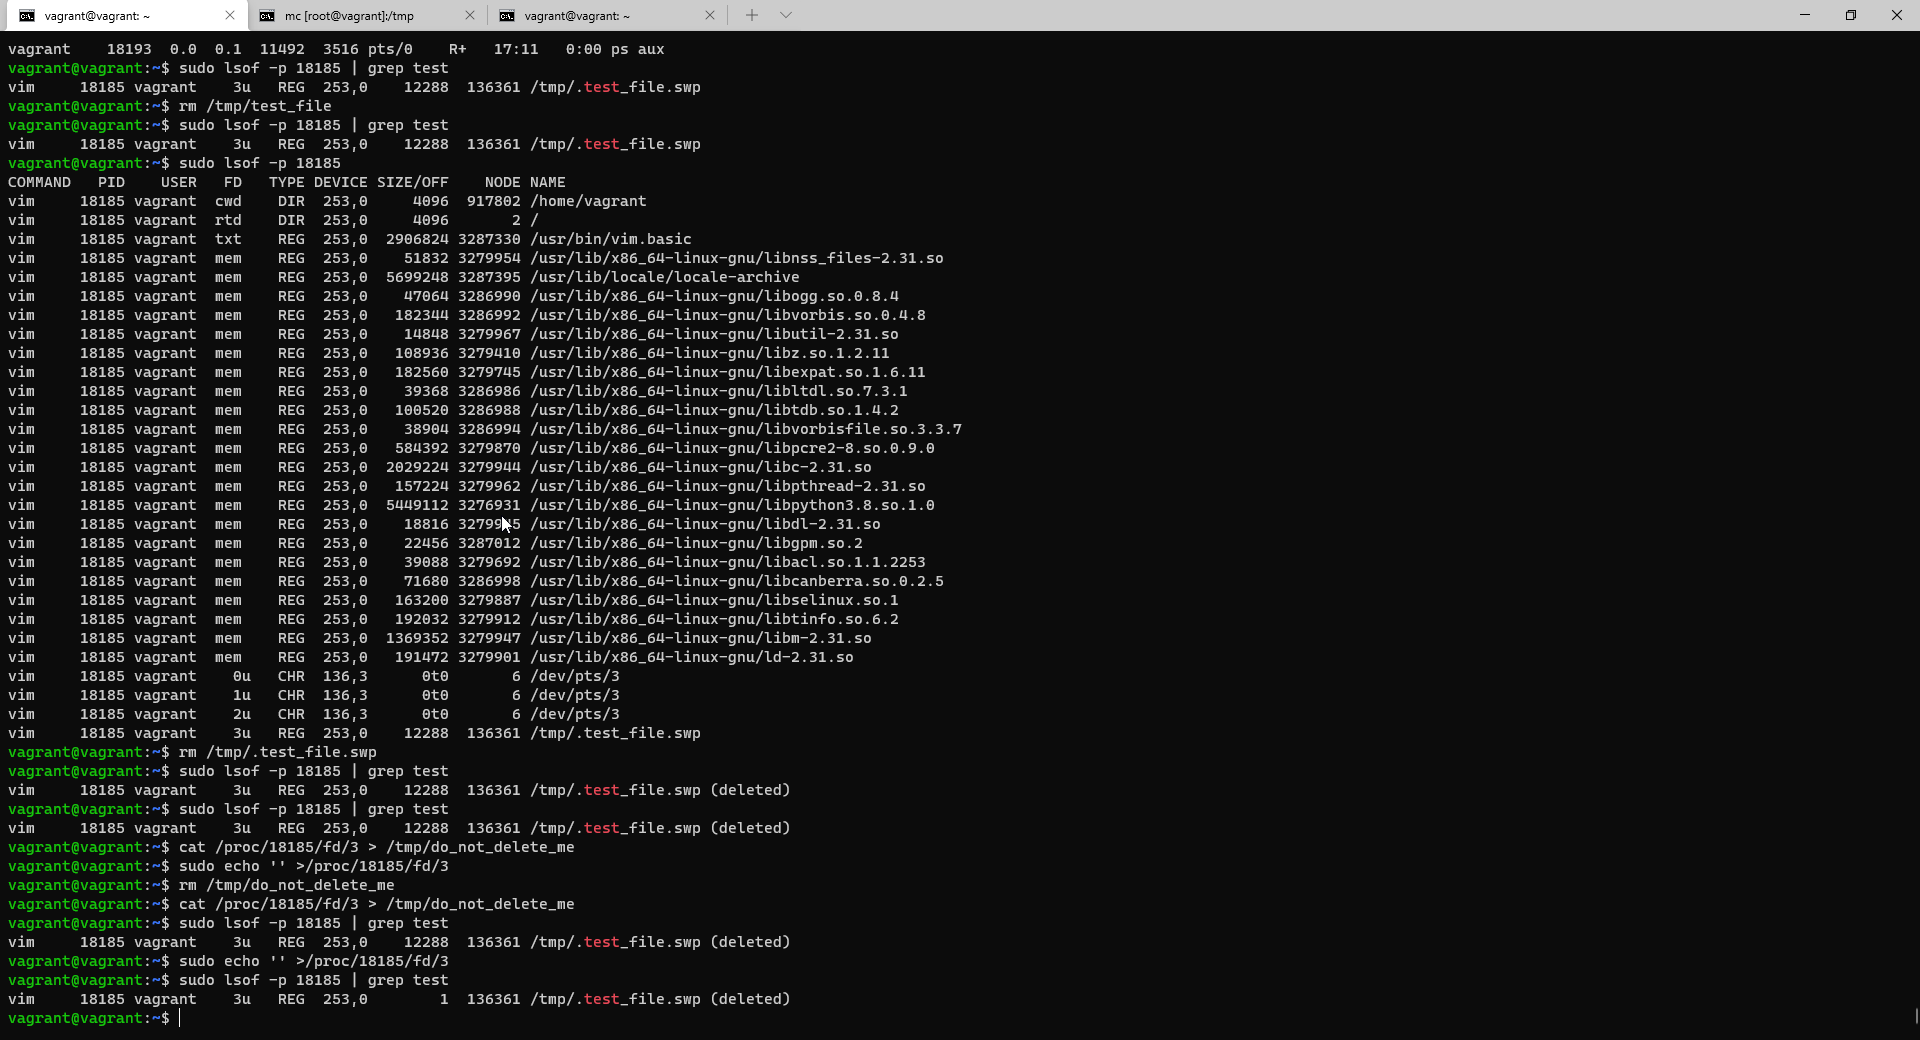 vagrant@vagrant: ~
mc [root@vagrant]:/tmp
vagrant@vagrant: ~
vagrant    18193  0.0  0.1  11492  3516 pts/0    R+   17:11   0:00 ps aux
vagrant@vagrant:~$ sudo lsof -p 18185 | grep test
vim     18185 vagrant    3u   REG  253,0    12288  136361 /tmp/.test_file.swp
vagrant@vagrant:~$ rm /tmp/test_file
vagrant@vagrant:~$ sudo lsof -p 18185 | grep test
vim     18185 vagrant    3u   REG  253,0    12288  136361 /tmp/.test_file.swp
vagrant@vagrant:~$ sudo lsof -p 18185
COMMAND   PID    USER   FD   TYPE DEVICE SIZE/OFF    NODE NAME
vim     18185 vagrant  cwd    DIR  253,0     4096  917802 /home/vagrant
vim     18185 vagrant  rtd    DIR  253,0     4096       2 /
vim     18185 vagrant  txt    REG  253,0  2906824 3287330 /usr/bin/vim.basic
vim     18185 vagrant  mem    REG  253,0    51832 3279954 /usr/lib/x86_64-linux-gnu/libnss_files-2.31.so
vim     18185 vagrant  mem    REG  253,0  5699248 3287395 /usr/lib/locale/locale-archive
vim     18185 vagrant  mem    REG  253,0    47064 3286990 /usr/lib/x86_64-linux-gnu/libogg.so.0.8.4
vim     18185 vagrant  mem    REG  253,0   182344 3286992 /usr/lib/x86_64-linux-gnu/libvorbis.so.0.4.8
vim     18185 vagrant  mem    REG  253,0    14848 3279967 /usr/lib/x86_64-linux-gnu/libutil-2.31.so
vim     18185 vagrant  mem    REG  253,0   108936 3279410 /usr/lib/x86_64-linux-gnu/libz.so.1.2.11
vim     18185 vagrant  mem    REG  253,0   182560 3279745 /usr/lib/x86_64-linux-gnu/libexpat.so.1.6.11
vim     18185 vagrant  mem    REG  253,0    39368 3286986 /usr/lib/x86_64-linux-gnu/libltdl.so.7.3.1
vim     18185 vagrant  mem    REG  253,0   100520 3286988 /usr/lib/x86_64-linux-gnu/libtdb.so.1.4.2
vim     18185 vagrant  mem    REG  253,0    38904 3286994 /usr/lib/x86_64-linux-gnu/libvorbisfile.so.3.3.7
vim     18185 vagrant  mem    REG  253,0   584392 3279870 /usr/lib/x86_64-linux-gnu/libpcre2-8.so.0.9.0
vim     18185 vagrant  mem    REG  253,0  2029224 3279944 /usr/lib/x86_64-linux-gnu/libc-2.31.so
vim     18185 vagrant  mem    REG  253,0   157224 3279962 /usr/lib/x86_64-linux-gnu/libpthread-2.31.so
vim     18185 vagrant  mem    REG  253,0  5449112 3276931 /usr/lib/x86_64-linux-gnu/libpython3.8.so.1.0
vim     18185 vagrant  mem    REG  253,0    18816 /usr/lib/x86_64-linux-gnu/libdl-2.31.so
vim     18185 vagrant  mem    REG  253,0    22456 3287012 /usr/lib/x86_64-linux-gnu/libgpm.so.2
vim     18185 vagrant  mem    REG  253,0    39088 3279692 /usr/lib/x86_64-linux-gnu/libacl.so.1.1.2253
vim     18185 vagrant  mem    REG  253,0    71680 3286998 /usr/lib/x86_64-linux-gnu/libcanberra.so.0.2.5
vim     18185 vagrant  mem    REG  253,0   163200 3279887 /usr/lib/x86_64-linux-gnu/libselinux.so.1
vim     18185 vagrant  mem    REG  253,0   192032 3279912 /usr/lib/x86_64-linux-gnu/libtinfo.so.6.2
vim     18185 vagrant  mem    REG  253,0  1369352 3279947 /usr/lib/x86_64-linux-gnu/libm-2.31.so
vim     18185 vagrant  mem    REG  253,0   191472 3279901 /usr/lib/x86_64-linux-gnu/ld-2.31.so
vim     18185 vagrant    0u   CHR  136,3      0t0       6 /dev/pts/3
vim     18185 vagrant    1u   CHR  136,3      0t0       6 /dev/pts/3
vim     18185 vagrant    2u   CHR  136,3      0t0       6 /dev/pts/3
vim     18185 vagrant    3u   REG  253,0    12288  136361 /tmp/.test_file.swp
vagrant@vagrant:~$ rm /tmp/.test_file.swp
vagrant@vagrant:~$ sudo lsof -p 18185 | grep test
vim     18185 vagrant    3u   REG  253,0    12288  136361 /tmp/.test_file.swp (deleted)
vagrant@vagrant:~$ sudo lsof -p 18185 | grep test
vim     18185 vagrant    3u   REG  253,0    12288  136361 /tmp/.test_file.swp (deleted)
vagrant@vagrant:~$ cat /proc/18185/fd/3 > /tmp/do_not_delete_me
vagrant@vagrant:~$ sudo echo '' >/proc/18185/fd/3
vagrant@vagrant:~$ rm /tmp/do_not_delete_me
vagrant@vagrant:~$ cat /proc/18185/fd/3 > /tmp/do_not_delete_me
vagrant@vagrant:~$ sudo lsof -p 18185 | grep test
vim     18185 vagrant    3u   REG  253,0    12288  136361 /tmp/.test_file.swp (deleted)
vagrant@vagrant:~$ sudo echo '' >/proc/18185/fd/3
vagrant@vagrant:~$ sudo lsof -p 18185 | grep test
vim     18185 vagrant    3u   REG  253,0        1  136361 /tmp/.test_file.swp (deleted)
vagrant@vagrant:~$